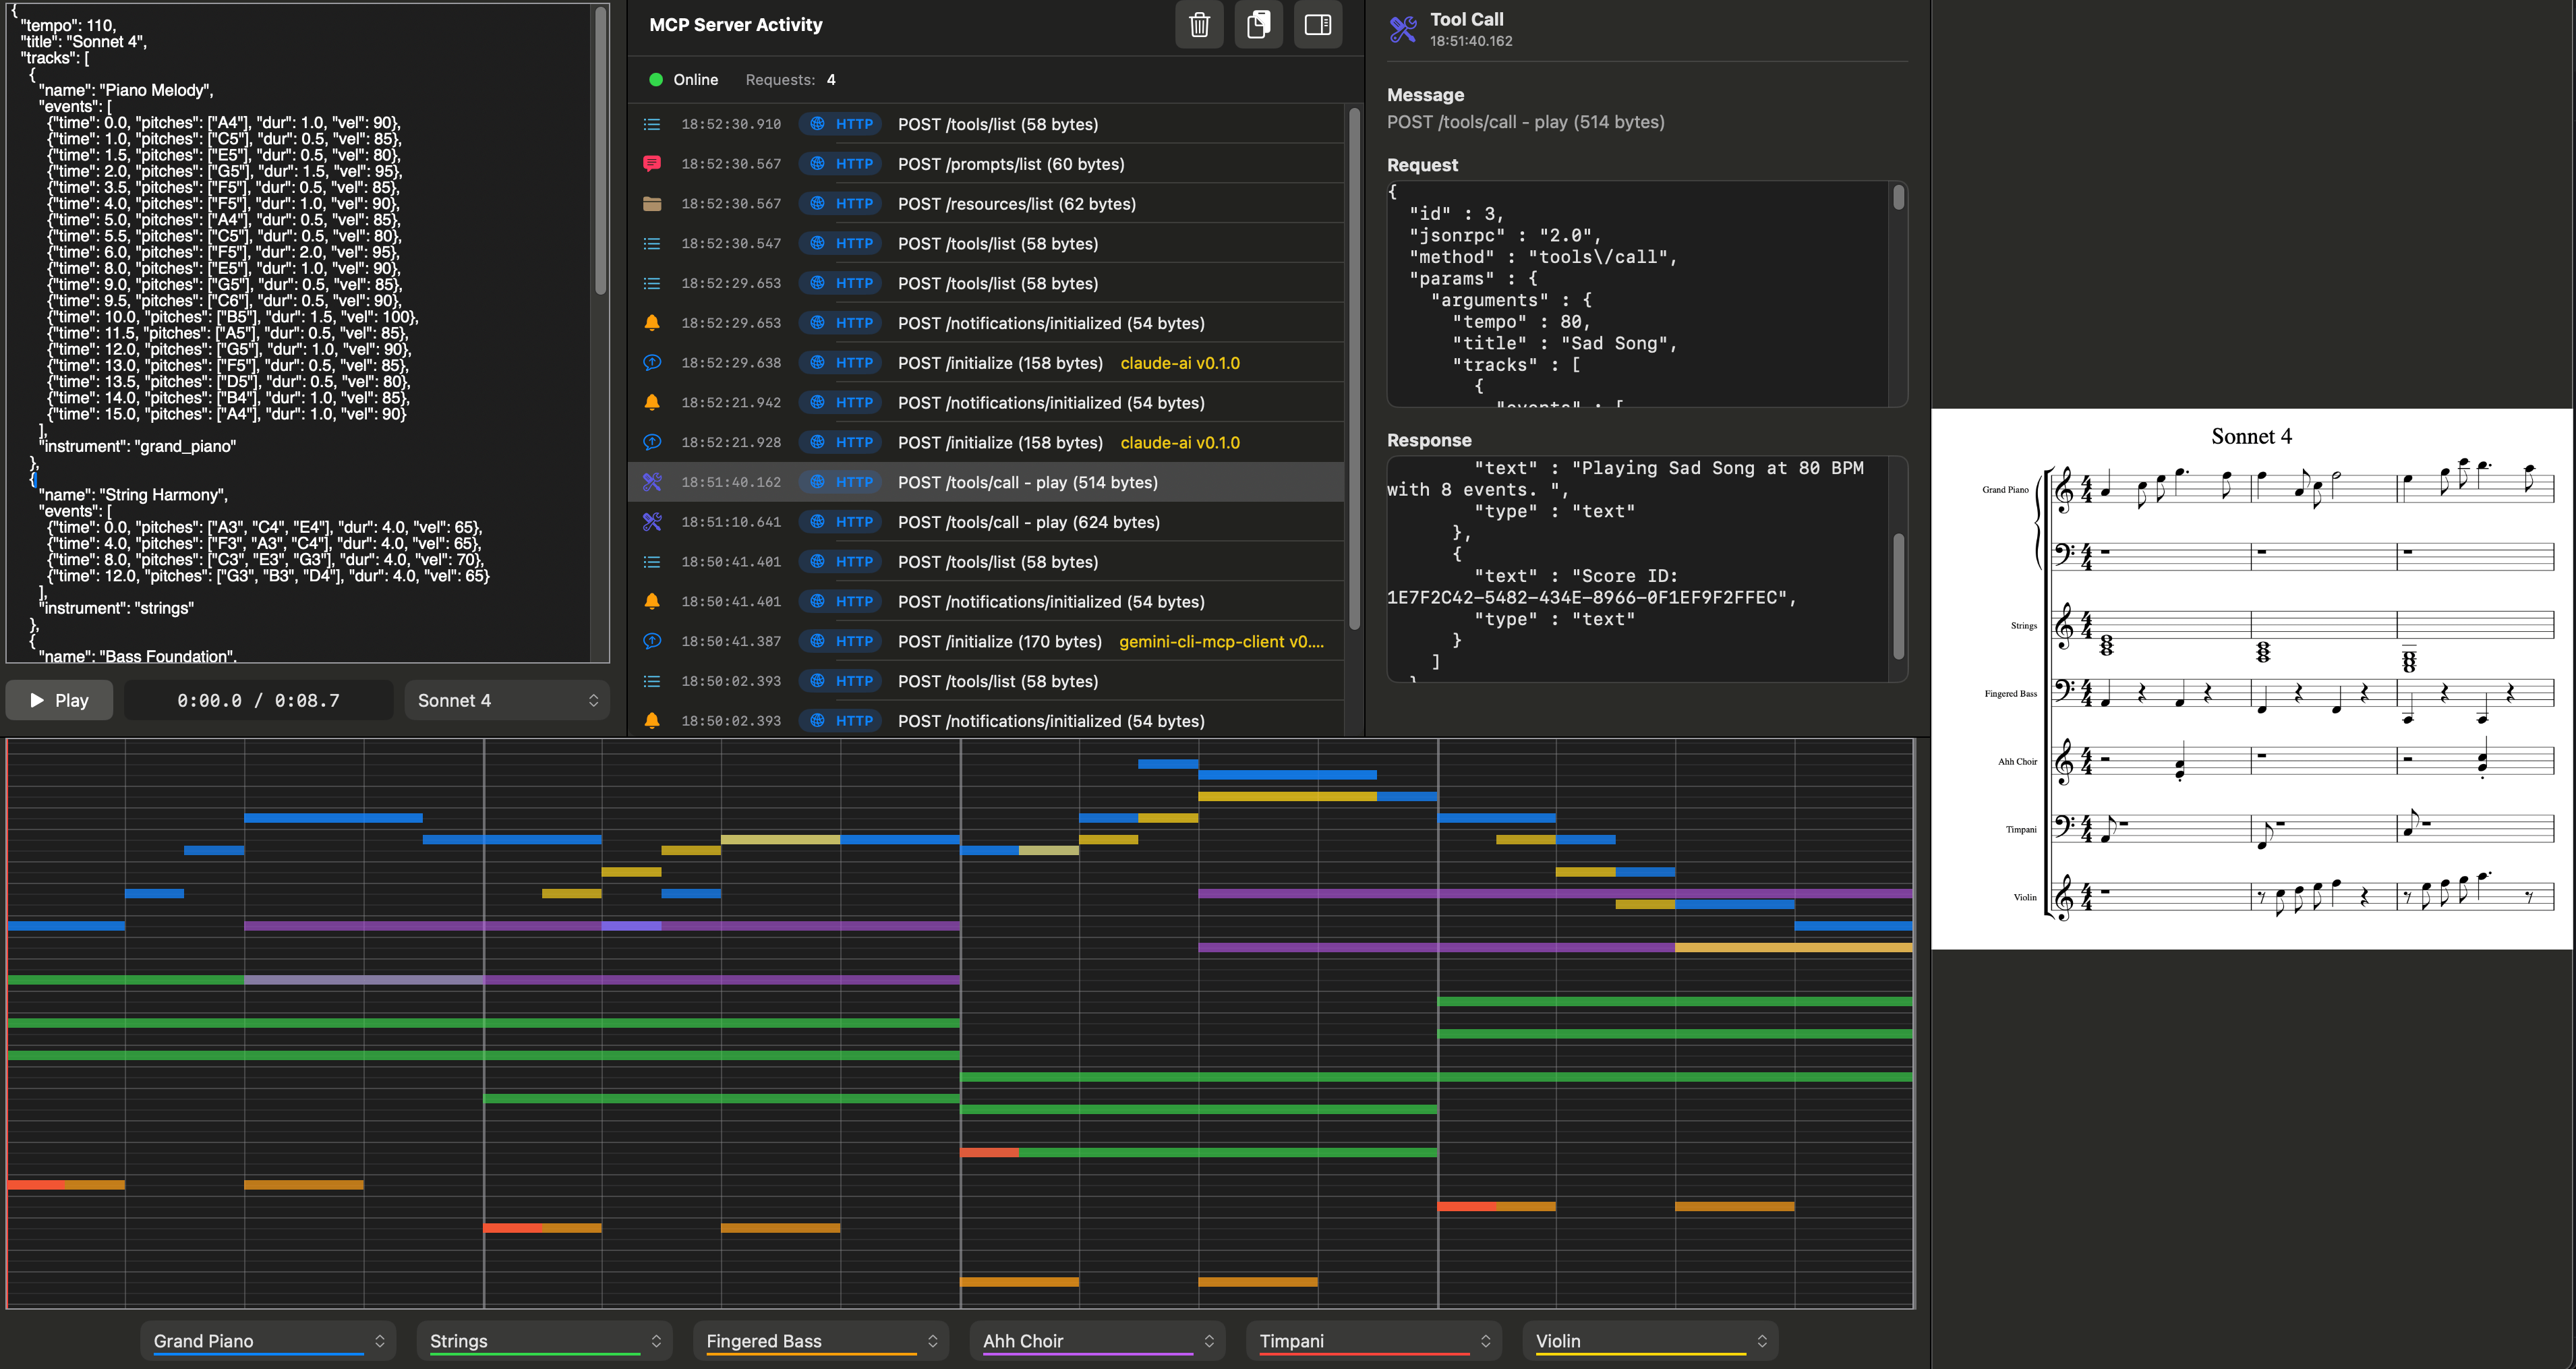 {
"tempo": 110,
"title": "Sonnet 4",
"tracks": [
{
"name": "Piano Melody",
"events": [
{"time": 0.0, "pitches": ["A4"], "dur": 1.0, "vel": 90},
{"time": 1.0, "pitches": ["C5"], "dur": 0.5, "vel": 85},
{"time": 1.5, "pitches": ["E5"], "dur": 0.5, "vel": 80},
{"time": 2.0, "pitches": ["G5"], "dur": 1.5, "vel": 95},
{"time": 3.5, "pitches": ["F5"], "dur": 0.5, "vel": 85},
{"time": 4.0, "pitches": ["F5"], "dur": 1.0, "vel": 90},
{"time": 5.0, "pitches": ["A4"], "dur": 0.5, "vel": 85},
{"time": 5.5, "pitches": ["C5"], "dur": 0.5, "vel": 80},
{"time": 6.0, "pitches": ["F5"], "dur": 2.0, "vel": 95},
{"time": 8.0, "pitches": ["E5"], "dur": 1.0, "vel": 90},
{"time": 9.0, "pitches": ["G5"], "dur": 0.5, "vel": 85},
{"time": 9.5, "pitches": ["C6"], "dur": 0.5, "vel": 90},
{"time": 10.0, "pitches": ["B5"], "dur": 1.5, "vel": 100},
{"time": 11.5, "pitches": ["A5"], "dur": 0.5, "vel": 85},
{"time": 12.0, "pitches": ["G5"], "dur": 1.0, "vel": 90},
{"time": 13.0, "pitches": ["F5"], "dur": 0.5, "vel": 85},
{"time": 13.5, "pitches": ["D5"], "dur": 0.5, "vel": 80},
{"time": 14.0, "pitches": ["B4"], "dur": 1.0, "vel": 85},
{"time": 15.0, "pitches": ["A4"], "dur": 1.0, "vel": 90}
],
"instrument": "grand_piano"
},
{
"name": "String Harmony",
"events": [
{"time": 0.0, "pitches": ["A3", "C4", "E4"], "dur": 4.0, "vel": 65},
{"time": 4.0, "pitches": ["F3", "A3", "C4"], "dur": 4.0, "vel": 65},
{"time": 8.0, "pitches": ["C3", "E3", "G3"], "dur": 4.0, "vel": 70},
{"time": 12.0, "pitches": ["G3", "B3", "D4"], "dur": 4.0, "vel": 65}
],
"instrument": "strings"
},
{
"name": "Bass Foundation",
Play
0:00.0 / 0:08.7
Sonnet 4
MCP Server Activity
Online Requests: 4
18:52:30.910 HTTP POST /tools/list (58 bytes)
18:52:30.567 HTTP POST /prompts/list (60 bytes)
18:52:30.567 HTTP POST /resources/list (62 bytes)
18:52:30.547 HTTP POST /tools/list (58 bytes)
18:52:29.653 HTTP POST /tools/list (58 bytes)
18:52:29.653 HTTP POST /notifications/initialized (54 bytes)
18:52:29.638 HTTP POST /initialize (158 bytes) claude-ai v0.1.0
18:52:21.942 HTTP POST /notifications/initialized (54 bytes)
18:52:21.928 HTTP POST /initialize (158 bytes) claude-ai v0.1.0
18:51:40.162 HTTP POST /tools/call - play (514 bytes)
18:51:10.641 HTTP POST /tools/call - play (624 bytes)
18:50:41.401 HTTP POST /tools/list (58 bytes)
18:50:41.401 HTTP POST /notifications/initialized (54 bytes)
18:50:41.387 HTTP POST /initialize (170 bytes) gemini-cli-mcp-client v0....
18:50:02.393 HTTP POST /tools/list (58 bytes)
18:50:02.393 HTTP POST /notifications/initialized (54 bytes)
Tool Call
18:51:40.162
Message
POST /tools/call - play (514 bytes)
Request
{
"id" : 3,
"jsonrpc" : "2.0",
"method" : "tools\/call",
"params" : {
"arguments" : {
"tempo" : 80,
"title" : "Sad Song",
"tracks" : [
{
"events" : [
Response
"text" : "Playing Sad Song at 80 BPM
with 8 events. ",
"type" : "text"
},
{
"text" : "Score ID:
1E7F2C42-5482-434E-8966-0F1EF9F2FFEC",
"type" : "text"
}
]
}
Sonnet 4
Grand Piano
Strings
Fingered Bass
Ahh Choir
Timpani
Violin
Grand Piano
Strings
Fingered Bass
Ahh Choir
Timpani
Violin